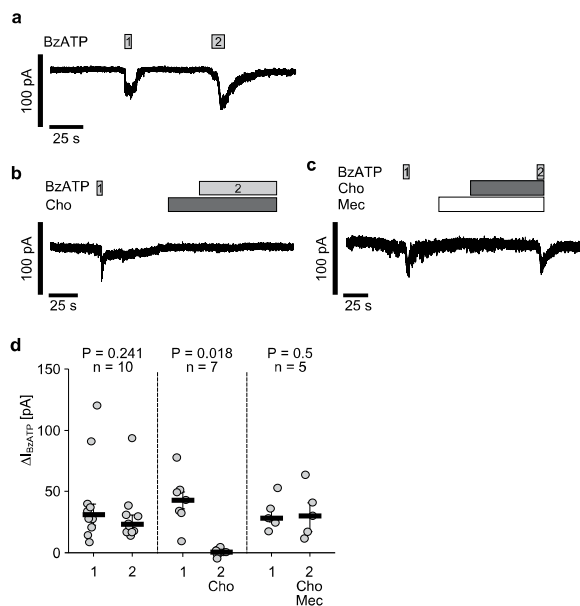 a
BzATP 1 2
100 pA
25 s
b
BzATP 1 2
Cho
100 pA
25 s
c
BzATP 1 2
Cho
Mec
100 pA
25 s
d
P = 0.241 P = 0.018 P = 0.5
n = 10 n = 7 n = 5
ΔIBzATP [pA]
150
100
50
0
1 2 1 2 1 2
Cho Cho
Mec